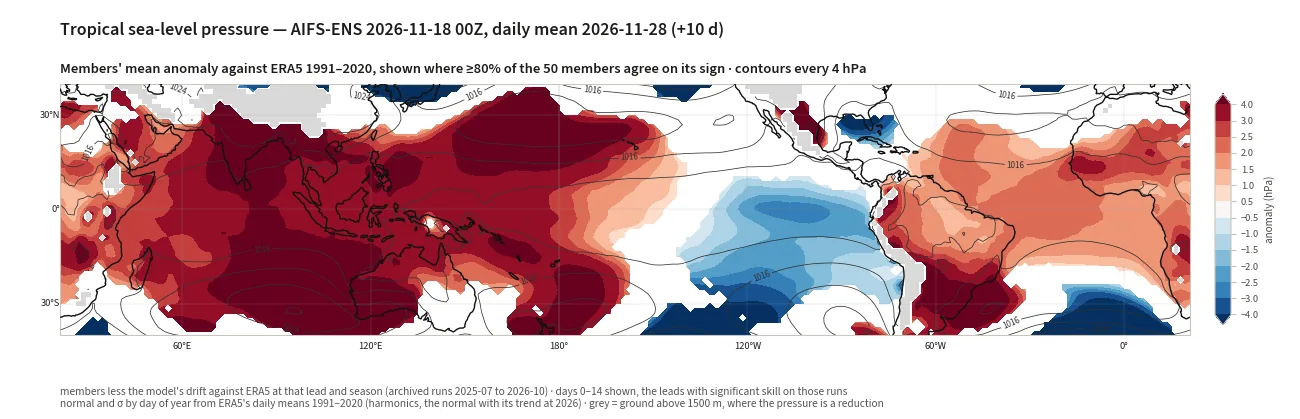 Tropical sea-level pressure — AIFS-ENS 2026-11-18 00Z, daily mean 2026-11-28 (+10 d)
Members' mean anomaly against ERA5 1991–2020, shown where ≥80% of the 50 members agree on its sign · contours every 4 hPa
1024
1024
1016
1016
1016
30°N
1016
1016
1016
0°
1016
1016
1016
30°S
1016
60°E
120°E
180°
120°W
60°W
0°
4.0
3.0
2.5
2.0
1.5
1.0
0.5
−0.5
−1.0
−1.5
−2.0
−2.5
−3.0
−4.0
anomaly (hPa)
members less the model's drift against ERA5 at that lead and season (archived runs 2025-07 to 2026-10) · days 0–14 shown, the leads with significant skill on those runs
normal and σ by day of year from ERA5's daily means 1991–2020 (harmonics, the normal with its trend at 2026) · grey = ground above 1500 m, where the pressure is a reduction